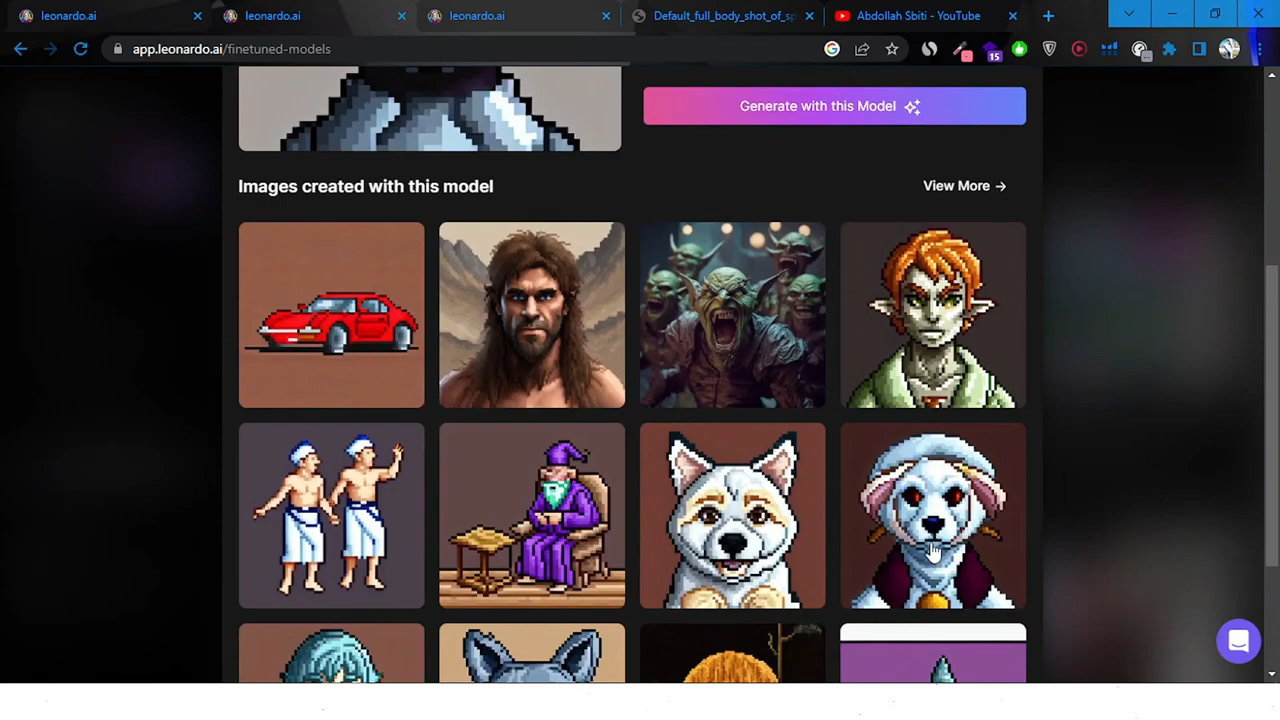 leonardo.ai
leonardo.ai
leonardo.ai
Default_full_body_shot_of_sp
Abdollah Sbiti - YouTube
app.leonardo.ai/finetuned-models
15
Generate with this Model
Images created with this model
View More →